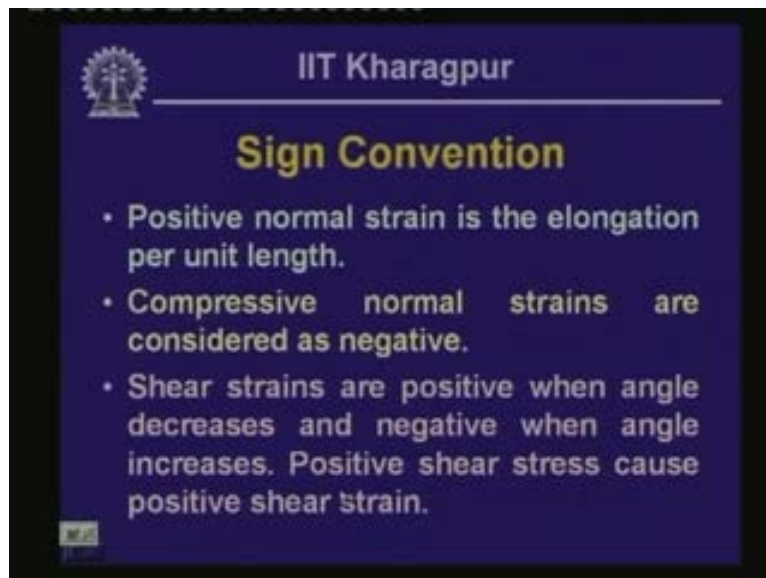 IIT Kharagpur
Sign Convention
• Positive normal strain is the elongation
per unit length.
• Compressive normal strains are
considered as negative.
• Shear strains are positive when angle
decreases and negative when angle
increases. Positive shear stress cause
positive shear strain.